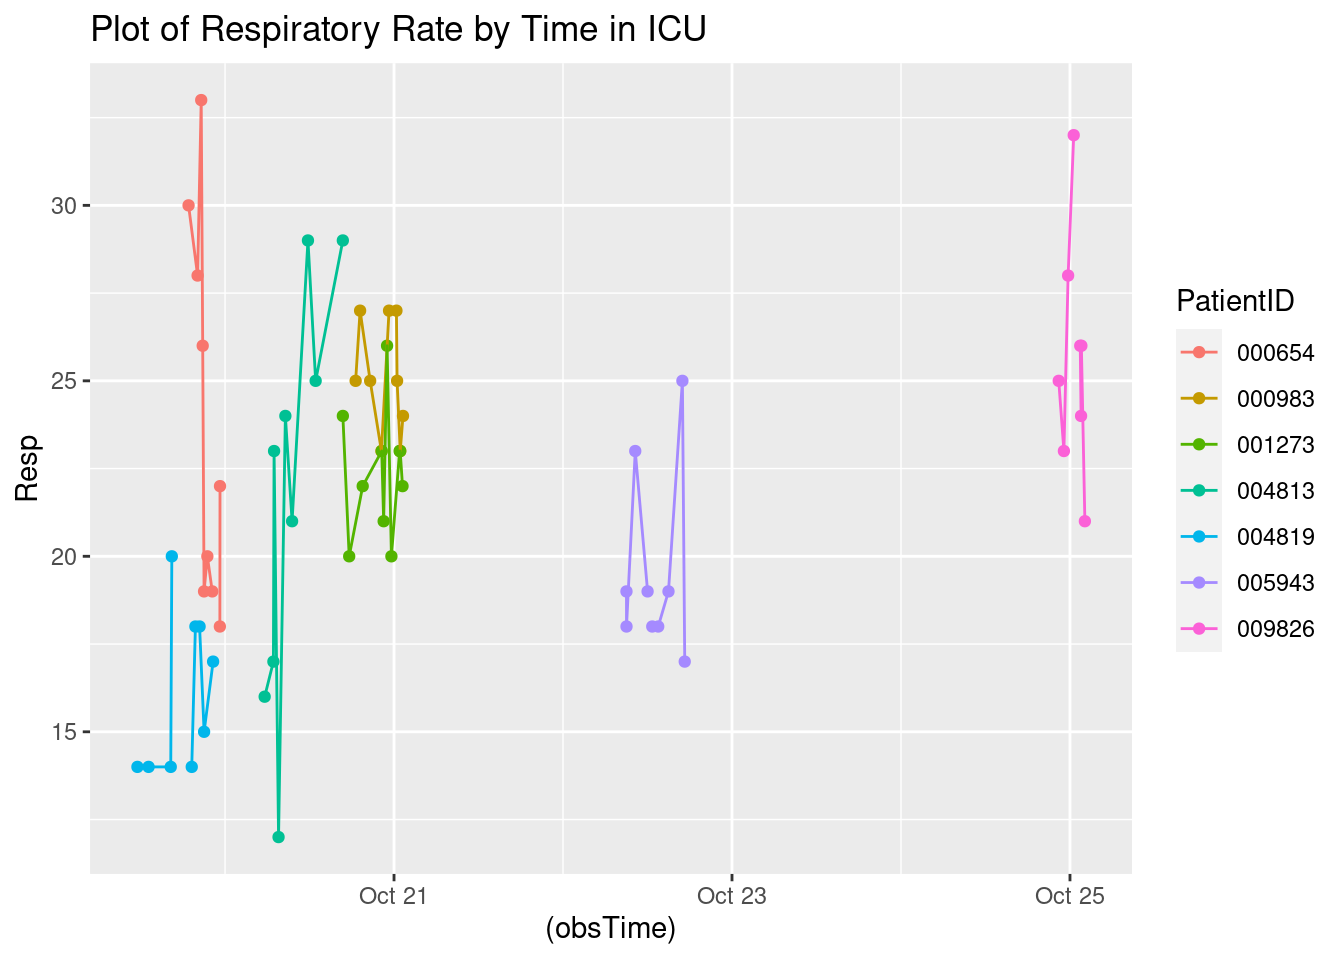 Plot of Respiratory Rate by Time in ICU
30
25
20
15
Resp
Oct 21
Oct 23
Oct 25
(obsTime)
PatientID
000654
000983
001273
004813
004819
005943
009826